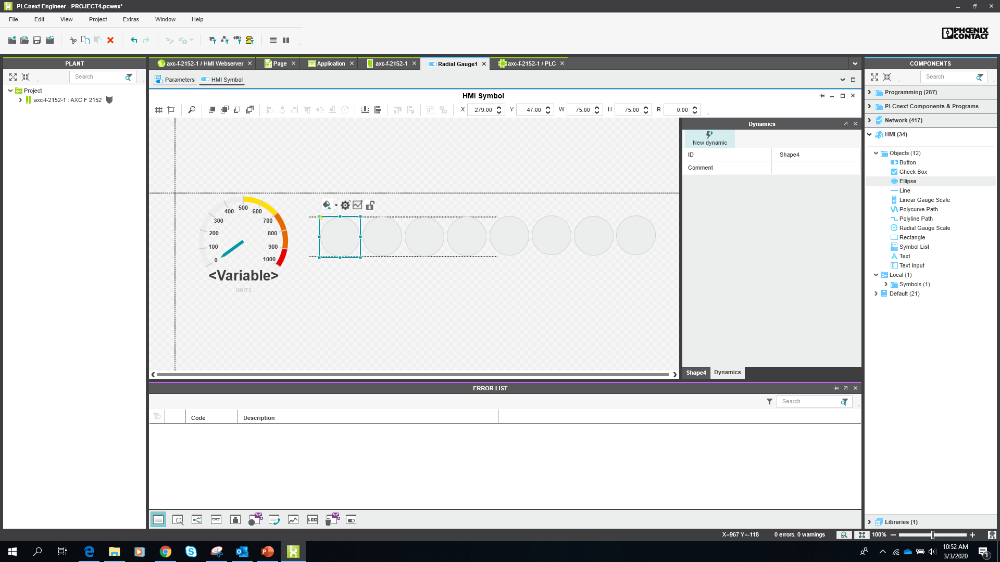 PLCnext Engineer - PROJECT4.pcwex*
File Edit View Project Extras Window Help
PHŒNIX
CONTACT
PLANT
Search
Project
axc-f-2152-1 : AXC F 2152
axc-f-2152-1 / HMI Webserver
Page
Application
axc-f-2152-1
Radial Gauge1
axc-f-2152-1 / PLC
Parameters
HMI Symbol
HMI Symbol
X 279.00 Y 47.00 W 75.00 H 75.00 R 0.00
0
100
200
300
400
500
600
700
800
900
1000
<Variable>
UNITS
Dynamics
New dynamic
ID Shape4
Comment
Shape4 Dynamics
ERROR LIST
Search
Code Description
LOG
COMPONENTS
Search
Programming (287)
PLCnext Components & Programs
Network (417)
HMI (34)
Objects (12)
Button
Check Box
Ellipse
Line
Linear Gauge Scale
Polycurve Path
Polyline Path
Radial Gauge Scale
Rectangle
Symbol List
Text
Text Input
Local (1)
Symbols (1)
Default (21)
Libraries (1)
X=967 Y=-118 0 errors, 0 warnings 100%
10:52 AM
3/3/2020
1